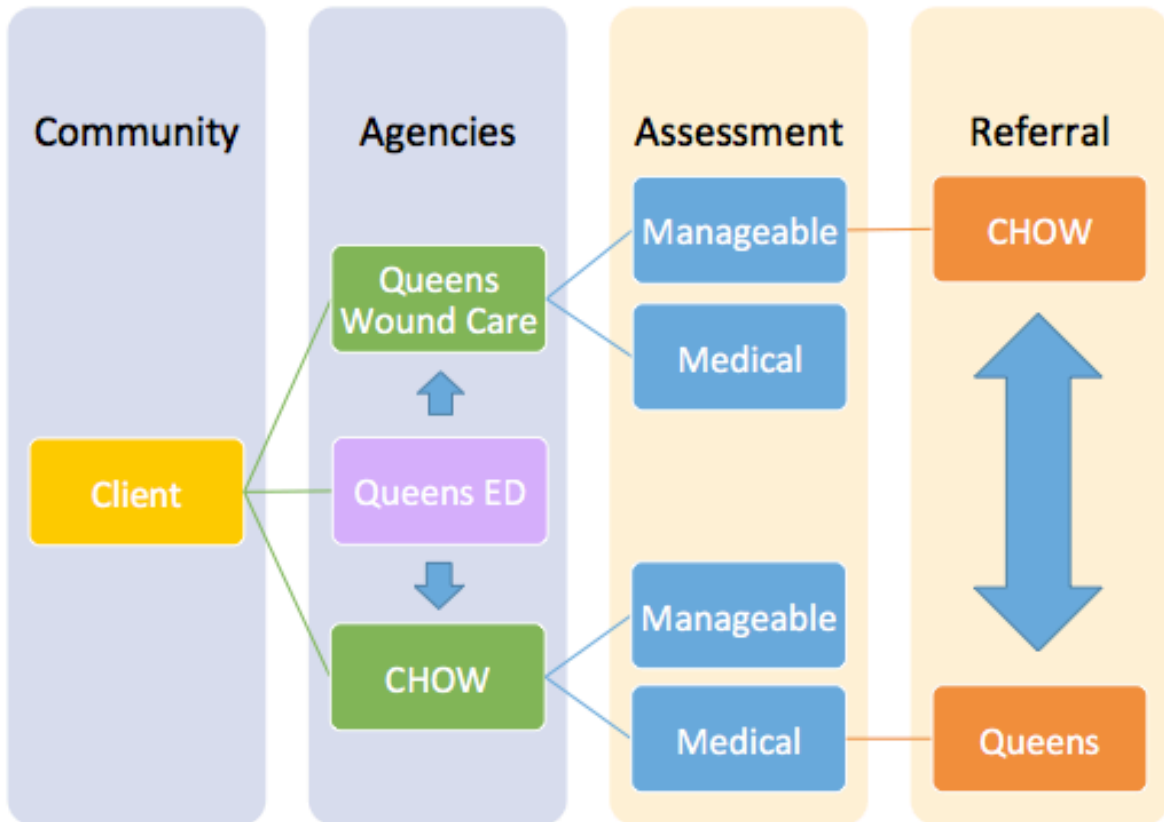 Community
Agencies
Assessment
Referral
Client
Queens
Wound Care
Queens ED
CHOW
Manageable
Medical
Manageable
Medical
CHOW
Queens